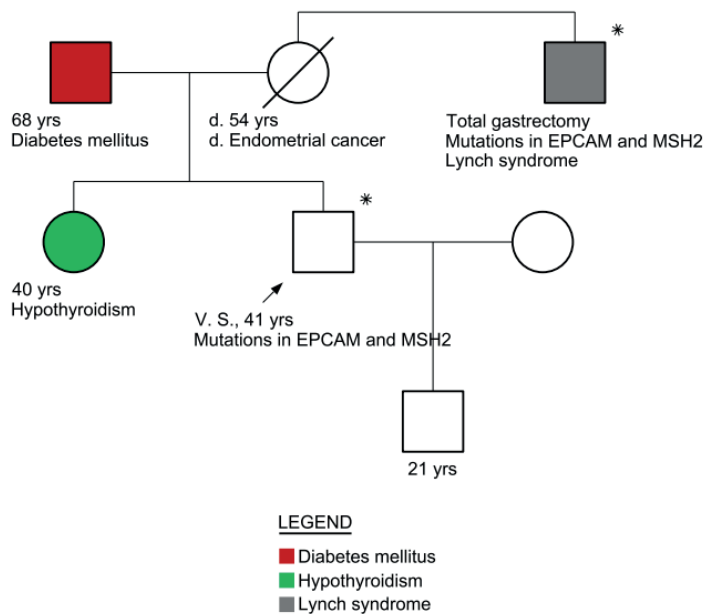 *
68 yrs
Diabetes mellitus
d. 54 yrs
d. Endometrial cancer
Total gastrectomy
Mutations in EPCAM and MSH2
Lynch syndrome
*
40 yrs
Hypothyroidism
V. S., 41 yrs
Mutations in EPCAM and MSH2
21 yrs
LEGEND
Diabetes mellitus
Hypothyroidism
Lynch syndrome